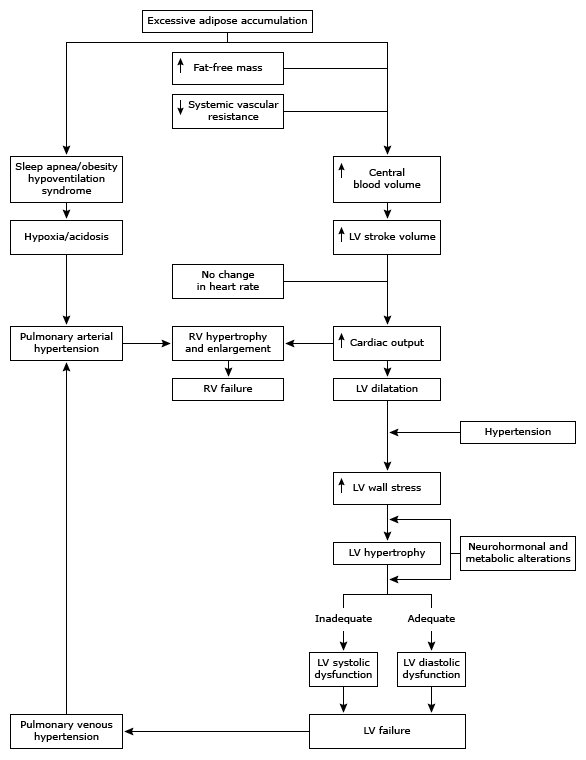 Excessive adipose accumulation
↑ Fat-free mass
↓ Systemic vascular
resistance
Sleep apnea/obesity
hypoventilation
syndrome
↑ Central
blood volume
Hypoxia/acidosis
↑ LV stroke volume
No change
in heart rate
Pulmonary arterial
hypertension
RV hypertrophy
and enlargement
↑ Cardiac output
RV failure
LV dilatation
Hypertension
↑ LV wall stress
LV hypertrophy
Neurohormonal and
metabolic alterations
Inadequate
Adequate
LV systolic
dysfunction
LV diastolic
dysfunction
Pulmonary venous
hypertension
LV failure